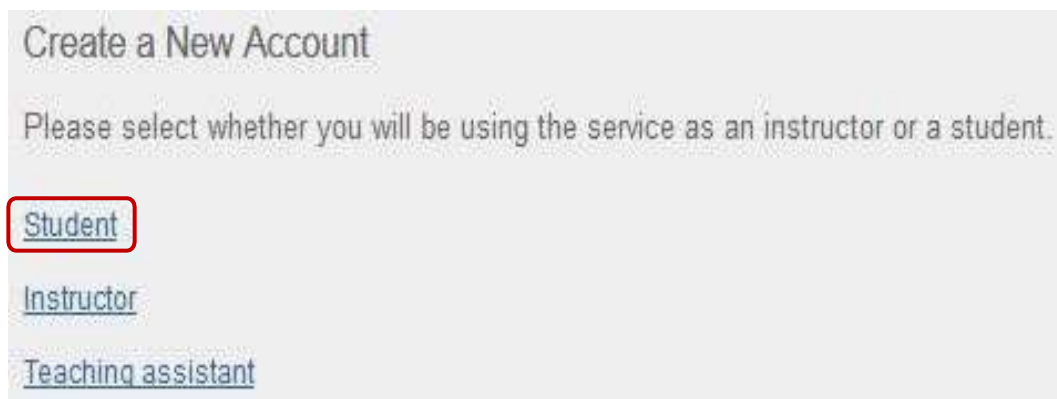 Create a New Account
Please select whether you will be using the service as an instructor or a student.
Student
Instructor
Teaching assistant